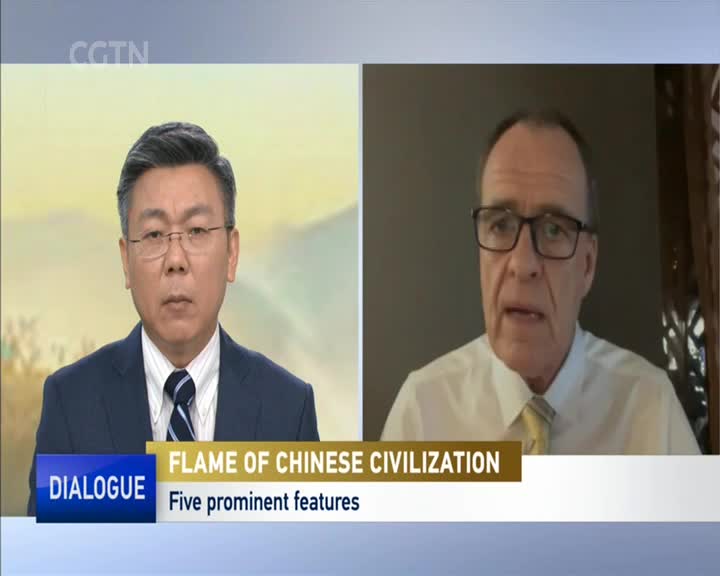 CGTN
FLAME OF CHINESE CIVILIZATION
DIALOGUE
Five prominent features